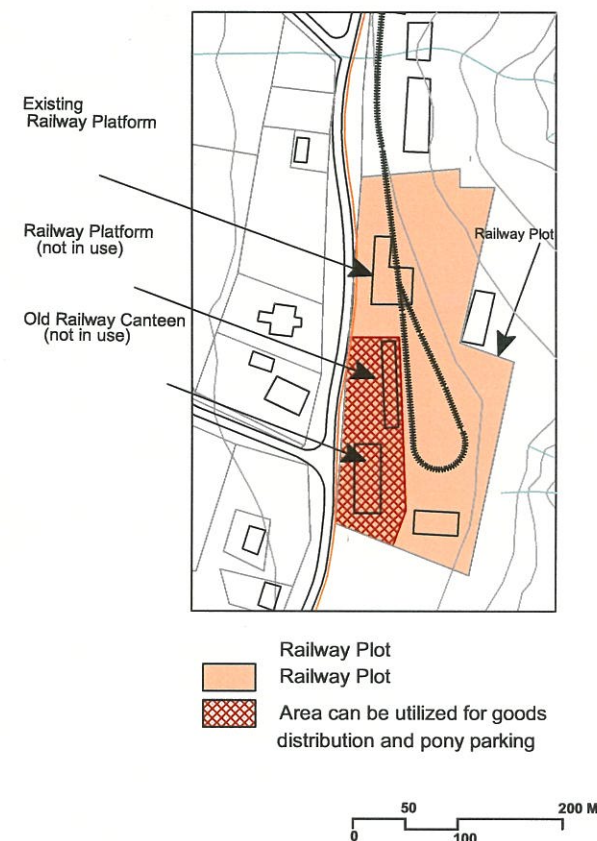 Existing
Railway Platform
Railway Platform
(not in use)
Old Railway Canteen
(not in use)
Railway Plot
Railway Plot
Railway Plot
Area can be utilized for goods
distribution and pony parking
50
200 M
0
100